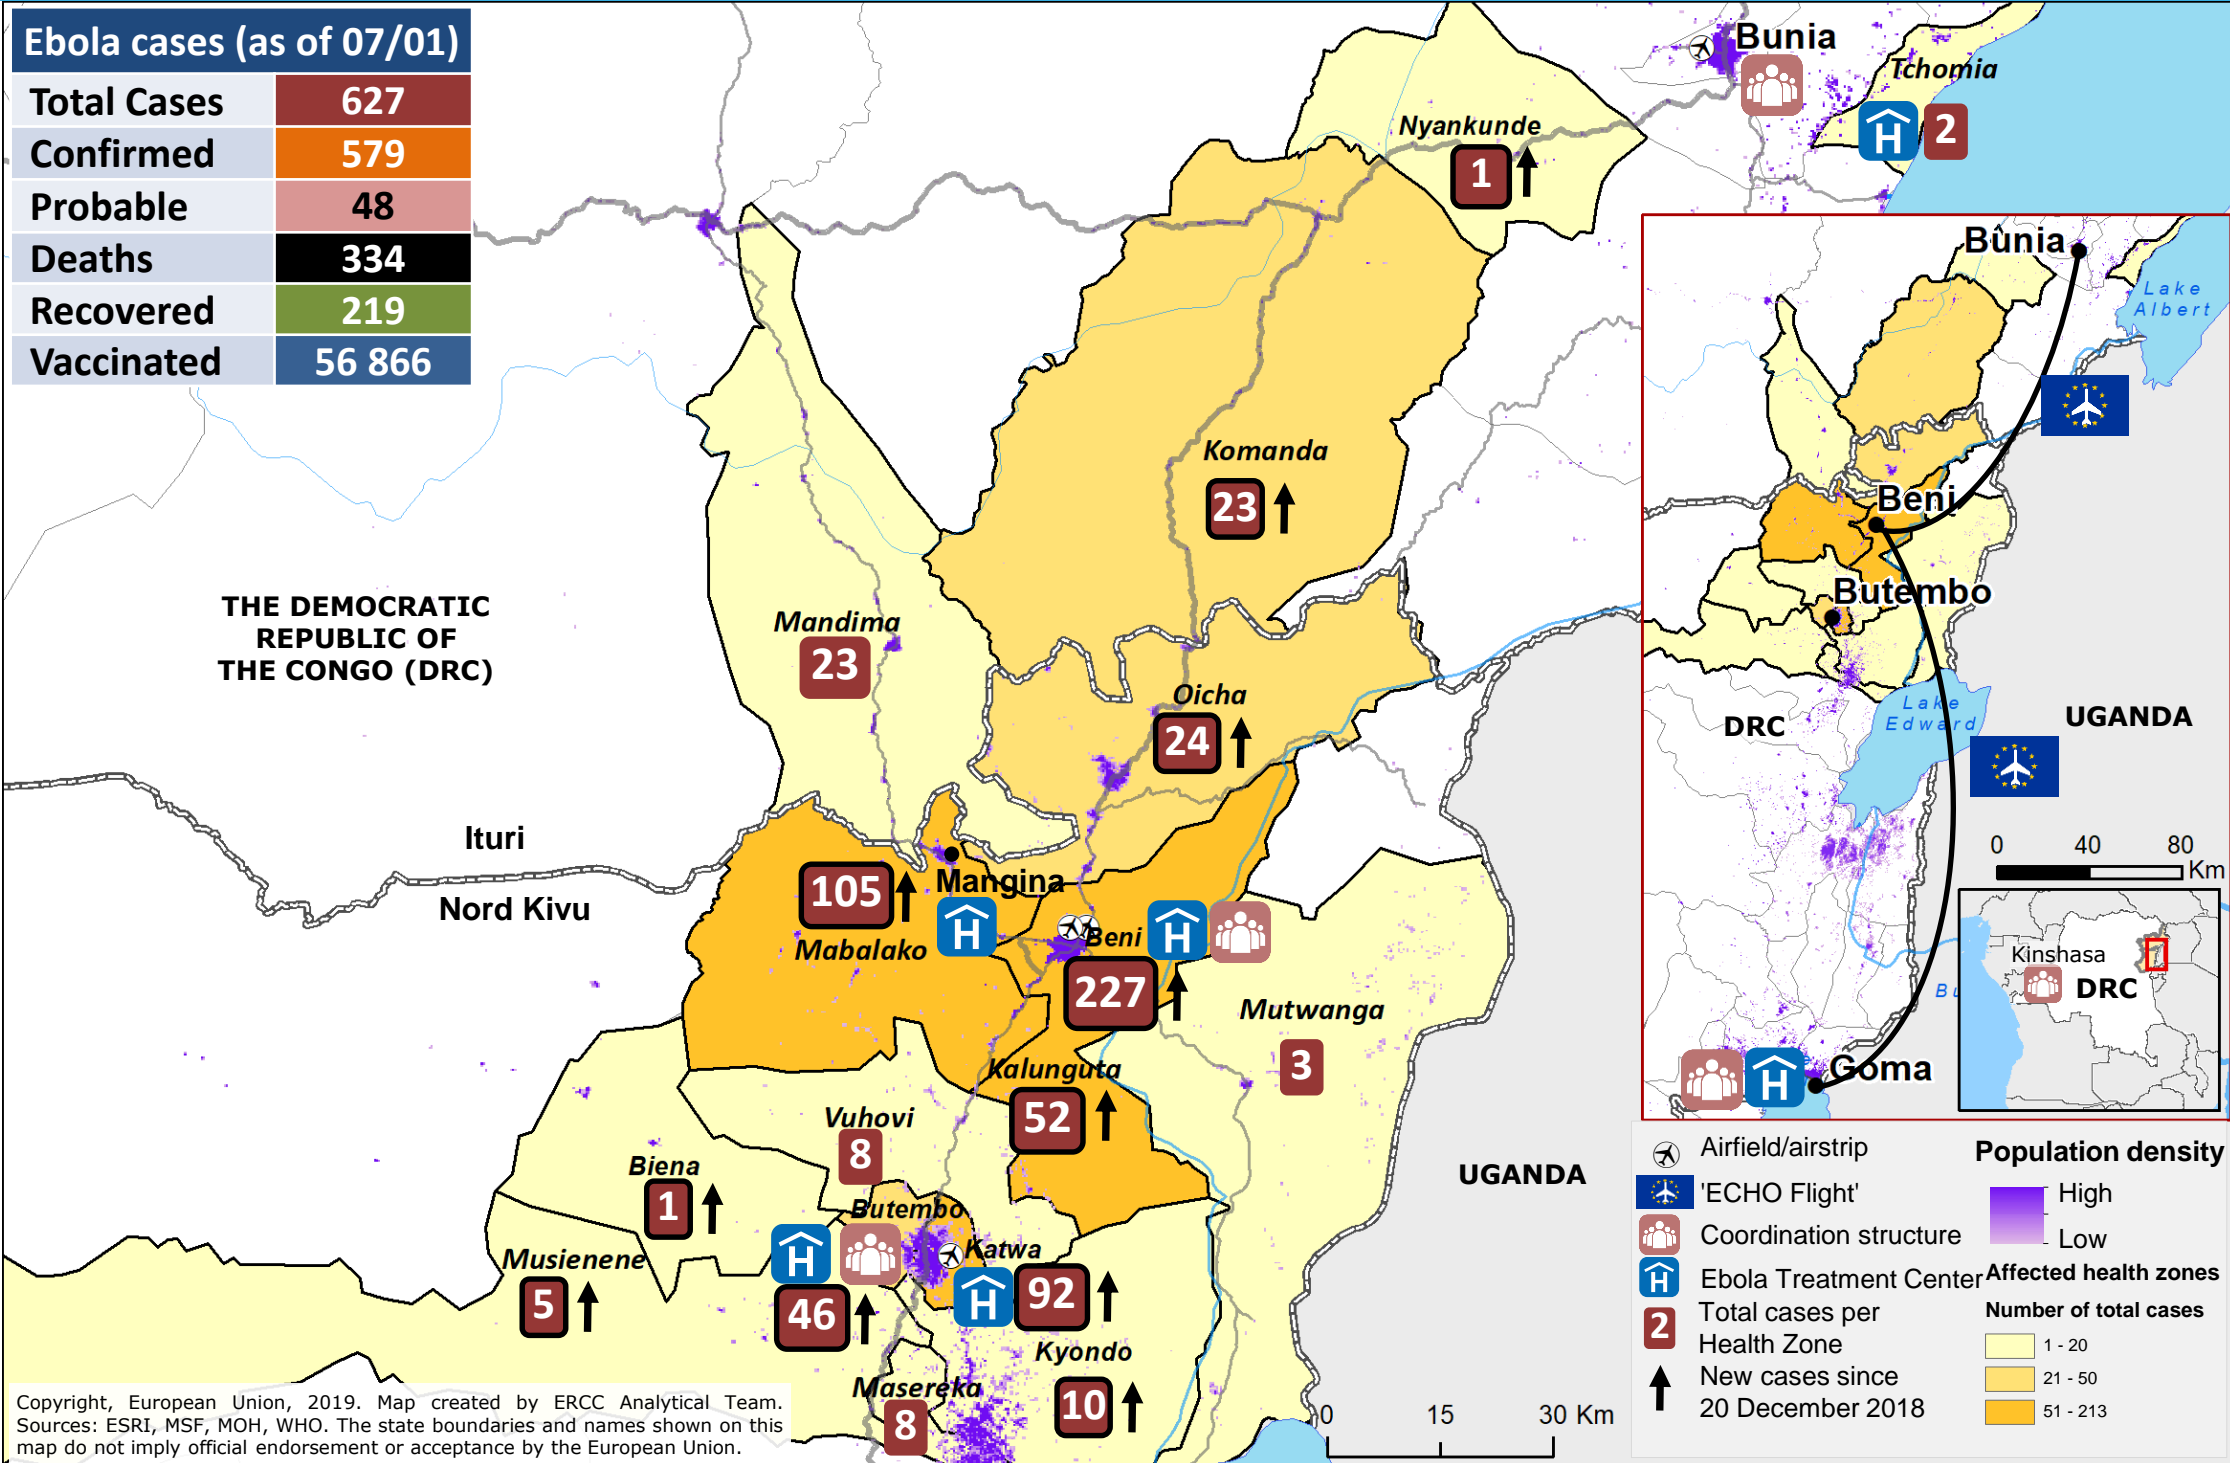 Ebola cases (as of 07/01)
Total Cases 627
Confirmed 579
Probable 48
Deaths 334
Recovered 219
Vaccinated 56 866
Bunia
Tchomia
2
Nyankunde
1
Komanda
23
THE DEMOCRATIC
REPUBLIC OF
THE CONGO (DRC)
Mandima
23
Oicha
24
Ituri
Nord Kivu
Mangina
105
Mabalako
Beni
227
Mutwanga
3
Kalunguta
52
Vuhovi
8
Biena
1
Butembo
46
Katwa
92
Musienene
5
Kyondo
10
Masereka
8
UGANDA
0 15 30 Km
Copyright, European Union, 2019. Map created by ERCC Analytical Team.
Sources: ESRI, MSF, MOH, WHO. The state boundaries and names shown on this
map do not imply official endorsement or acceptance by the European Union.
Bunia
Lake
Albert
Beni
Butembo
Lake
Edward
DRC
UGANDA
0 40 80
Km
Goma
Kinshasa
DRC
Airfield/airstrip
'ECHO Flight'
Coordination structure
Ebola Treatment Center
2 Total cases per
Health Zone
New cases since
20 December 2018
Population density
High
Low
Affected health zones
Number of total cases
1 - 20
21 - 50
51 - 213